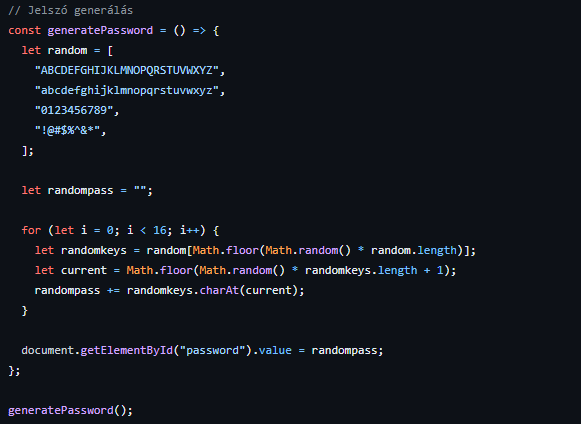 // Jelszó generálás
const generatePassword = () => {
  let random = [
    "ABCDEFGHIJKLMNOPQRSTUVWXYZ",
    "abcdefghijklmnopqrstuvwxyz",
    "0123456789",
    "!@#$%^&*",
  ];

  let randompass = "";

  for (let i = 0; i < 16; i++) {
    let randomkeys = random[Math.floor(Math.random() * random.length)];
    let current = Math.floor(Math.random() * randomkeys.length + 1);
    randompass += randomkeys.charAt(current);
  }

  document.getElementById("password").value = randompass;
};

generatePassword();